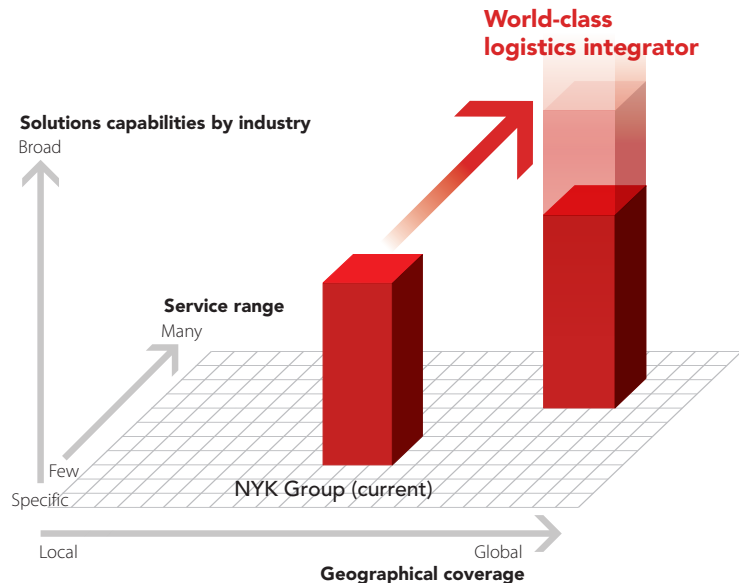 World-class
logistics integrator
Solutions capabilities by industry
Broad
Service range
Many
Few
Specific
NYK Group (current)
Local
Global
Geographical coverage